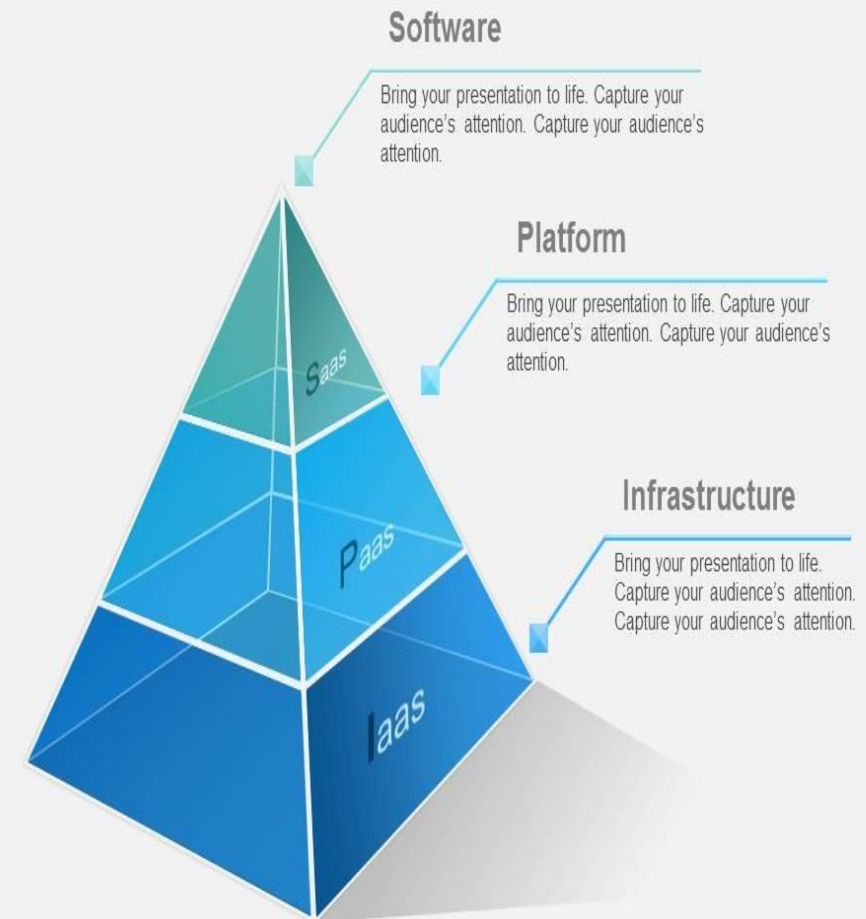 Software
Bring your presentation to life. Capture your
audience's attention. Capture your audience's
attention.
Platform
Bring your presentation to life. Capture your
audience's attention. Capture your audience's
attention.
Saas
Infrastructure
Paas
Bring your presentation to life.
Capture your audience's attention.
Capture your audience's attention.
Iaas